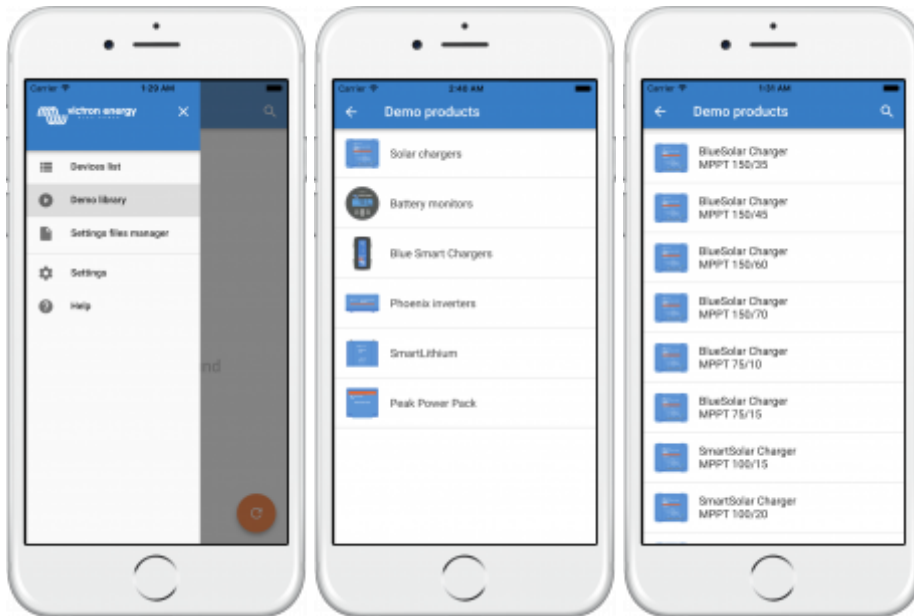 Carrier 1:29 AM
victron energy
BLUE POWER
Devices list
Demo library
Settings files manager
Settings
Help
nd
Carrier 2:40 AM
Demo products
Solar chargers
Battery monitors
Blue Smart Chargers
Phoenix inverters
SmartLithium
Peak Power Pack
Carrier 1:31 AM
Demo products
BlueSolar Charger
MPPT 150/35
BlueSolar Charger
MPPT 150/45
BlueSolar Charger
MPPT 150/60
BlueSolar Charger
MPPT 150/70
BlueSolar Charger
MPPT 75/10
BlueSolar Charger
MPPT 75/15
SmartSolar Charger
MPPT 100/15
SmartSolar Charger
MPPT 100/20